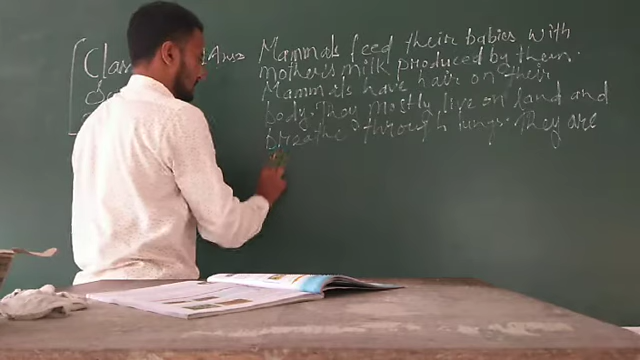 Clas
Ans Mammals feed their babies with
mother's milk produced by them.
Mammals have hair on their
body. They mostly live on land and
breathe through lungs. They are